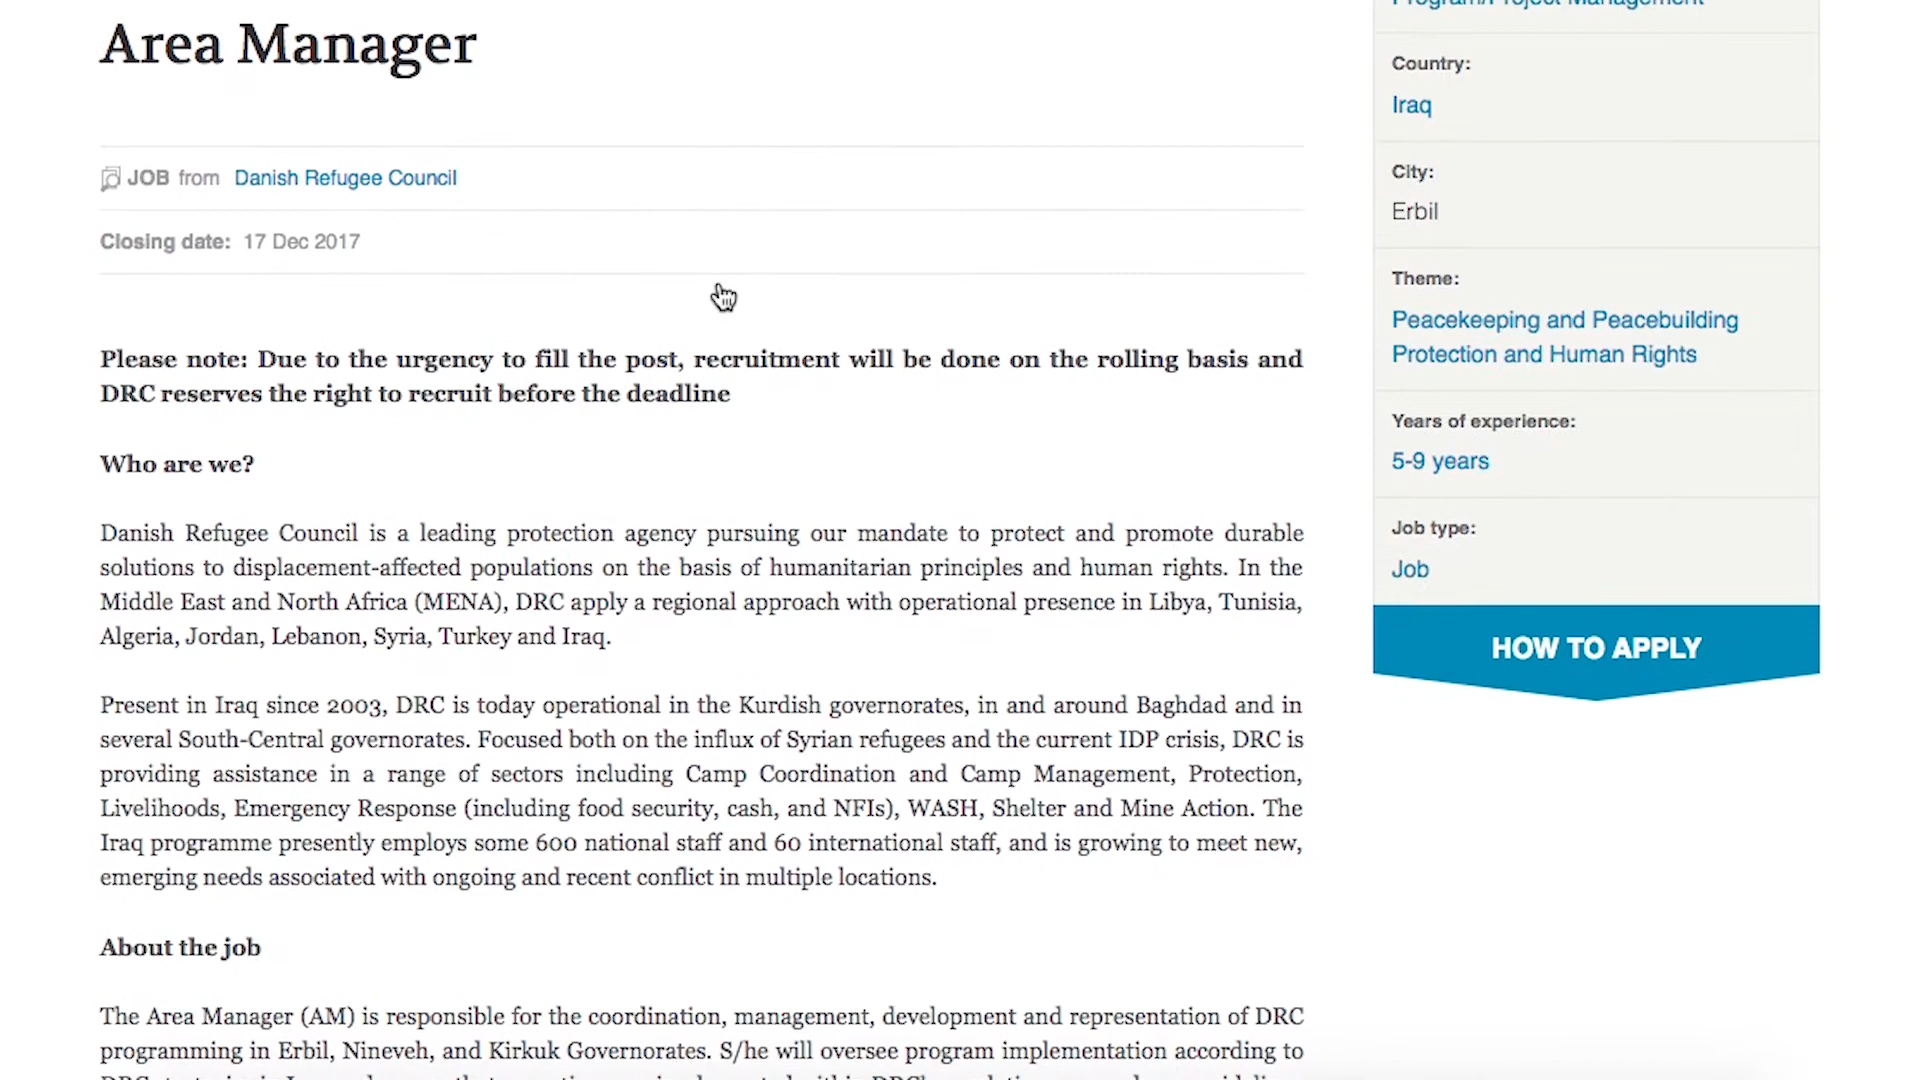 Area Manager
JOB from Danish Refugee Council
Closing date: 17 Dec 2017
Please note: Due to the urgency to fill the post, recruitment will be done on the rolling basis and
DRC reserves the right to recruit before the deadline
Who are we?
Danish Refugee Council is a leading protection agency pursuing our mandate to protect and promote durable
solutions to displacement-affected populations on the basis of humanitarian principles and human rights. In the
Middle East and North Africa (MENA), DRC apply a regional approach with operational presence in Libya, Tunisia,
Algeria, Jordan, Lebanon, Syria, Turkey and Iraq.
Present in Iraq since 2003, DRC is today operational in the Kurdish governorates, in and around Baghdad and in
several South-Central governorates. Focused both on the influx of Syrian refugees and the current IDP crisis, DRC is
providing assistance in a range of sectors including Camp Coordination and Camp Management, Protection,
Livelihoods, Emergency Response (including food security, cash, and NFIs), WASH, Shelter and Mine Action. The
Iraq programme presently employs some 600 national staff and 60 international staff, and is growing to meet new,
emerging needs associated with ongoing and recent conflict in multiple locations.
About the job
The Area Manager (AM) is responsible for the coordination, management, development and representation of DRC
programming in Erbil, Nineveh, and Kirkuk Governorates. S/he will oversee program implementation according to
Program/Project Management
Country:
Iraq
City:
Erbil
Theme:
Peacekeeping and Peacebuilding
Protection and Human Rights
Years of experience:
5-9 years
Job type:
Job
HOW TO APPLY